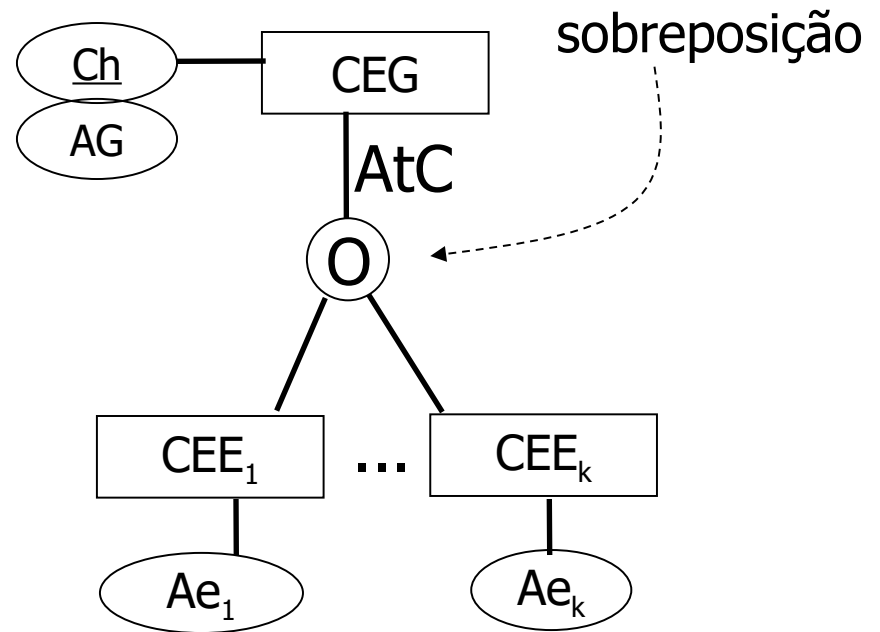 sobreposição
Ch
CEG
AG
AtC
O
CEE1 ... CEEk
Ae1
Aek